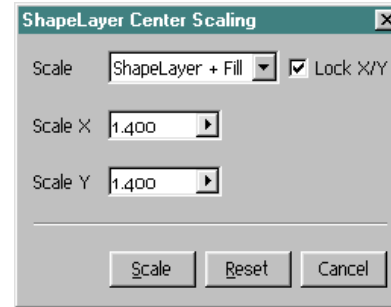 ShapeLayer Center Scaling
Scale ShapeLayer + Fill Lock X/Y
Scale X 1.400
Scale Y 1.400
Scale Reset Cancel